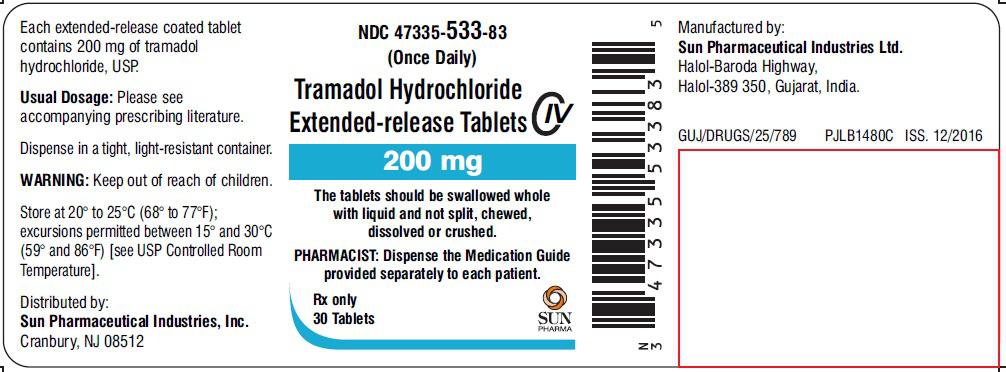 Each extended-release coated tablet
contains 200 mg of tramadol
hydrochloride, USP.
Usual Dosage: Please see
accompanying prescribing literature.
Dispense in a tight, light-resistant container.
WARNING: Keep out of reach of children.
Store at 20° to 25°C (68° to 77°F);
excursions permitted between 15° and 30°C
(59° and 86°F) [see USP Controlled Room
Temperature].
Distributed by:
Sun Pharmaceutical Industries, Inc.
Cranbury, NJ 08512
NDC 47335-533-83
(Once Daily)
Tramadol Hydrochloride
Extended-release Tablets CIV
200 mg
The tablets should be swallowed whole
with liquid and not split, chewed,
dissolved or crushed.
PHARMACIST: Dispense the Medication Guide
provided separately to each patient.
Rx only
30 Tablets
SUN
PHARMA
N
3 47335 53383 5
Manufactured by:
Sun Pharmaceutical Industries Ltd.
Halol-Baroda Highway,
Halol-389 350, Gujarat, India.
GUJ/DRUGS/25/789 PJLB1480C ISS. 12/2016